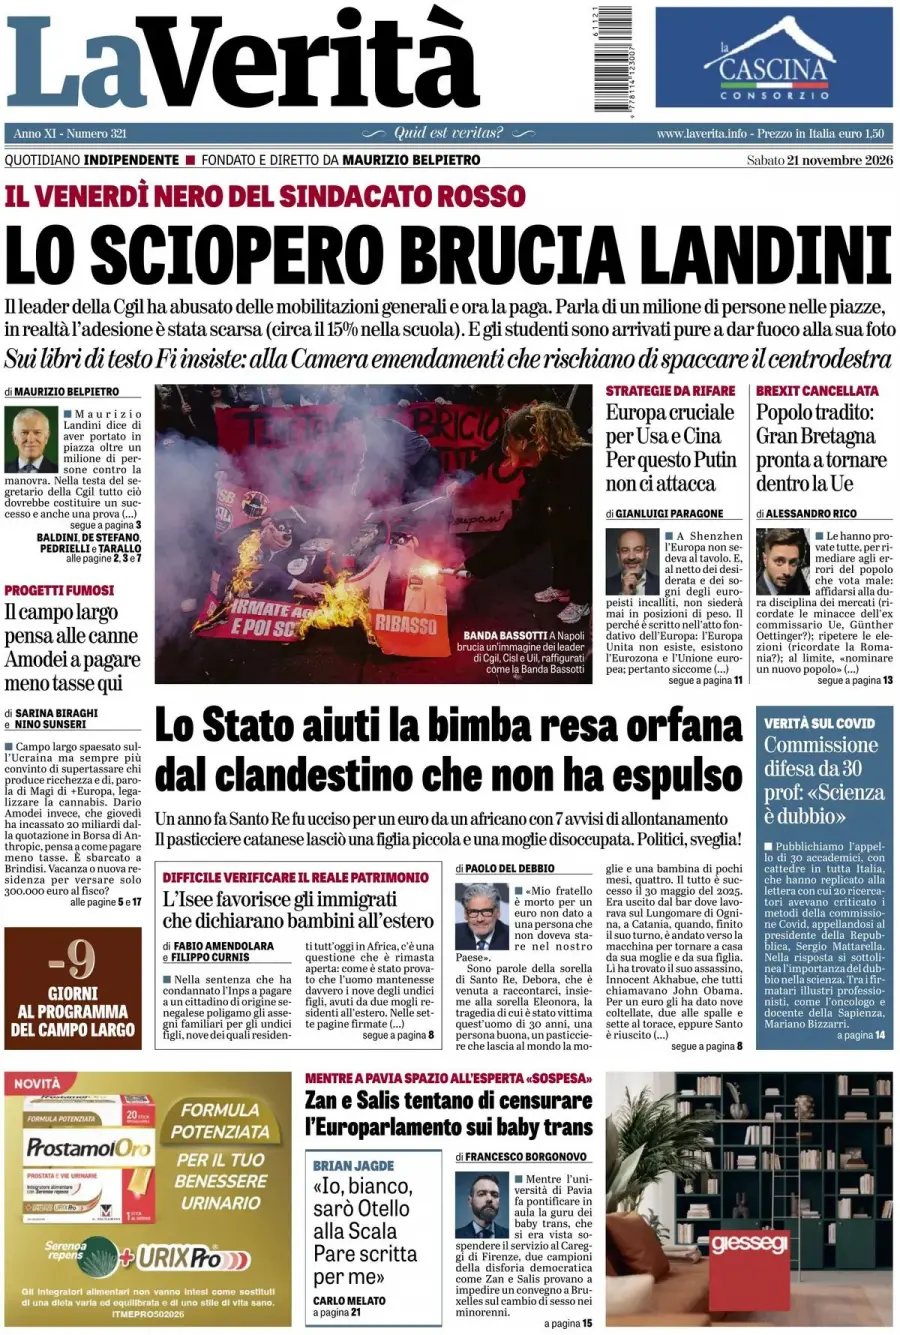 LaVerità
61121
9 778114 123007
la
CASCINA
CONSORZIO
Anno XI - Numero 321
Quid est veritas?
www.laverita.info - Prezzo in Italia euro 1,50
QUOTIDIANO INDIPENDENTE ■ FONDATO E DIRETTO DA MAURIZIO BELPIETRO
Sabato 21 novembre 2026
IL VENERDÌ NERO DEL SINDACATO ROSSO
LO SCIOPERO BRUCIA LANDINI
Il leader della Cgil ha abusato delle mobilitazioni generali e ora la paga. Parla di un milione di persone nelle piazze,
in realtà l'adesione è stata scarsa (circa il 15% nella scuola). E gli studenti sono arrivati pure a dar fuoco alla sua foto
Sui libri di testo Fi insiste: alla Camera emendamenti che rischiano di spaccare il centrodestra
di MAURIZIO BELPIETRO
■ Maurizio
Landini dice di
aver portato in
piazza oltre un
milione di per-
sone contro la
manovra. Nella testa del se-
gretario della Cgil tutto ciò
dovrebbe costituire un suc-
cesso e anche una prova (...)
segue a pagina 3
BALDINI, DE STEFANO,
PEDRIELLI e TARALLO
alle pagine 2, 3 e 7
PROGETTI FUMOSI
Il campo largo
pensa alle canne
Amodei a pagare
meno tasse qui
di SARINA BIRAGHI
e NINO SUNSERI
■ Campo largo spaesato sul-
l'Ucraina ma sempre più
convinto di supertassare chi
produce ricchezza e di, paro-
la di Magi di +Europa, lega-
lizzare la cannabis. Dario
Amodei invece, che giovedì
ha incassato 20 miliardi dal-
la quotazione in Borsa di An-
thropic, pensa a come pagare
meno tasse. È sbarcato a
Brindisi. Vacanza o nuova re-
sidenza per versare solo
300.000 euro al fisco?
alle pagine 5 e 17
-9
GIORNI
AL PROGRAMMA
DEL CAMPO LARGO
BRICIO
IRMATE
E POI SC
RIBASSO
BANDA BASSOTTI A Napoli
brucia un'immagine dei leader
di Cgil, Cisl e Uil, raffigurati
come la Banda Bassotti
STRATEGIE DA RIFARE
Europa cruciale
per Usa e Cina
Per questo Putin
non ci attacca
di GIANLUIGI PARAGONE
■ A Shenzhen
l'Europa non se-
deva al tavolo. E,
al netto dei desi-
derata e dei so-
gni degli euro-
peisti incalliti, non siederà
mai in posizioni di peso. Il
perché è scritto nell'atto fon-
dativo dell'Europa: l'Europa
Unita non esiste, esistono
l'Eurozona e l'Unione euro-
pea; pertanto siccome (...)
segue a pagina 11
BREXIT CANCELLATA
Popolo tradito:
Gran Bretagna
pronta a tornare
dentro la Ue
di ALESSANDRO RICO
■ Le hanno pro-
vate tutte, per ri-
mediare agli er-
rori del popolo
che vota male:
affidarsi alla du-
ra disciplina dei mercati (ri-
cordate le minacce dell'ex
commissario Ue, Günther
Oettinger?); ripetere le ele-
zioni (ricordate la Roma-
nia?); al limite, «nominare
un nuovo popolo» (...)
segue a pagina 13
Lo Stato aiuti la bimba resa orfana
dal clandestino che non ha espulso
Un anno fa Santo Re fu ucciso per un euro da un africano con 7 avvisi di allontanamento
Il pasticciere catanese lasciò una figlia piccola e una moglie disoccupata. Politici, sveglia!
DIFFICILE VERIFICARE IL REALE PATRIMONIO
L'Isee favorisce gli immigrati
che dichiarano bambini all'estero
di FABIO AMENDOLARA
e FILIPPO CURNIS
■ Nella sentenza che ha
condannato l'Inps a pagare
a un cittadino di origine se-
negalese poligamo gli asse-
gni familiari per gli undici
figli, nove dei quali residen-
ti tutt'oggi in Africa, c'è una
questione che è rimasta
aperta: come è stato prova-
to che l'uomo mantenesse
davvero i nove degli undici
figli, avuti da due mogli re-
sidenti all'estero. Nelle set-
te pagine firmate (...)
segue a pagina 8
di PAOLO DEL DEBBIO
■ «Mio fratello
è morto per un
euro non dato a
una persona che
non doveva sta-
re nel nostro
Paese».
Sono parole della sorella
di Santo Re, Debora, che è
venuta a raccontarci, insie-
me alla sorella Eleonora, la
tragedia di cui è stato vittima
quest'uomo di 30 anni, una
persona buona, un pasticcie-
re che lascia al mondo la mo-
glie e una bambina di pochi
mesi, quattro. Il tutto è suc-
cesso il 30 maggio del 2025.
Era uscito dal bar dove lavo-
rava sul Lungomare di Ogni-
na, a Catania, quando, finito
il suo turno, è andato verso la
macchina per tornare a casa
da sua moglie e da sua figlia.
Lì ha trovato il suo assassino,
Innocent Akhabue, che tutti
chiamavano John Obama.
Per un euro gli ha dato nove
coltellate, due alle spalle e
sette al torace, eppure Santo
è riuscito (...)
segue a pagina 8
VERITÀ SUL COVID
Commissione
difesa da 30
prof: «Scienza
è dubbio»
■ Pubblichiamo l'appel-
lo di 30 accademici, con
cattedre in tutta Italia,
che hanno replicato alla
lettera con cui 20 ricerca-
tori avevano criticato i
metodi della commissio-
ne Covid, appellandosi al
presidente della Repub-
blica, Sergio Mattarella.
Nella risposta si sottoli-
nea l'importanza del dub-
bio nella scienza. Tra i fir-
matari illustri professio-
nisti, come l'oncologo e
docente della Sapienza,
Mariano Bizzarri.
a pagina 14
NOVITÀ
FORMULA POTENZIATA
20 STICK
ProstamolOro
PROSTATA E VIE URINARIE
FORMULA
POTENZIATA
PER IL TUO
BENESSERE
URINARIO
Serenoa
repens
+URIXPro
Gli integratori alimentari non vanno intesi come sostituti
di una dieta varia ed equilibrata e di uno stile di vita sano.
ITMEPRO502026
MENTRE A PAVIA SPAZIO ALL'ESPERTA «SOSPESA»
Zan e Salis tentano di censurare
l'Europarlamento sui baby trans
BRIAN JAGDE
«Io, bianco,
sarò Otello
alla Scala
Pare scritta
per me»
CARLO MELATO
a pagina 21
di FRANCESCO BORGONOVO
■ Mentre l'uni-
versità di Pavia
fa pontificare in
aula la guru dei
baby trans, che
si era vista so-
spendere il servizio al Careg-
gi di Firenze, due campioni
della disforia democratica
come Zan e Salis provano a
impedire un convegno a Bru-
xelles sul cambio di sesso nei
minorenni.
a pagina 15
giessegi